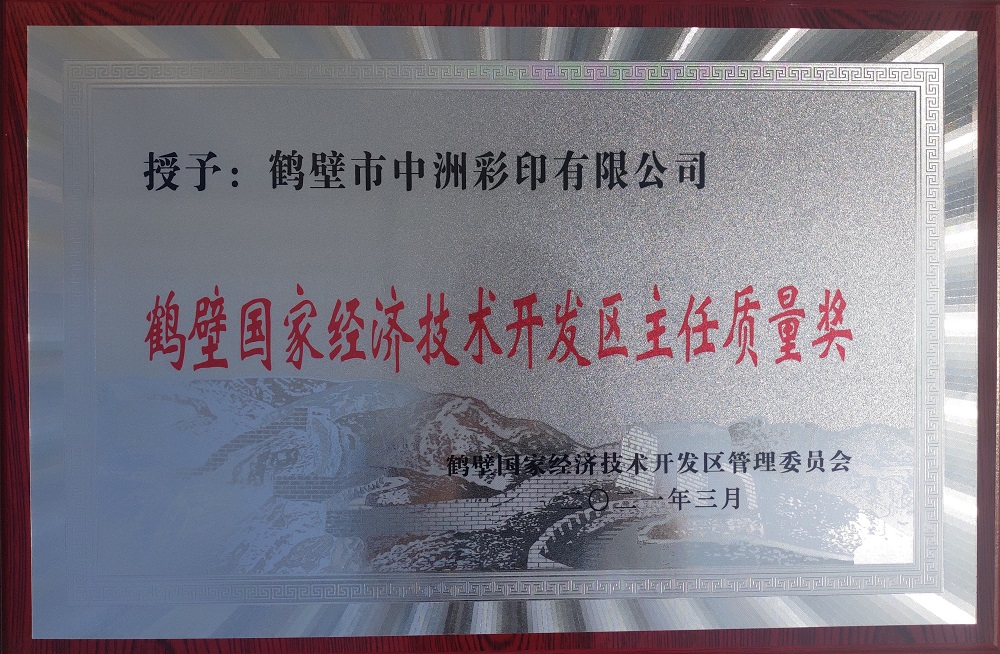 授予：鹤壁市中洲彩印有限公司
鹤壁国家经济技术开发区主任质量奖
鹤壁国家经济技术开发区管理委员会
二〇二一年三月